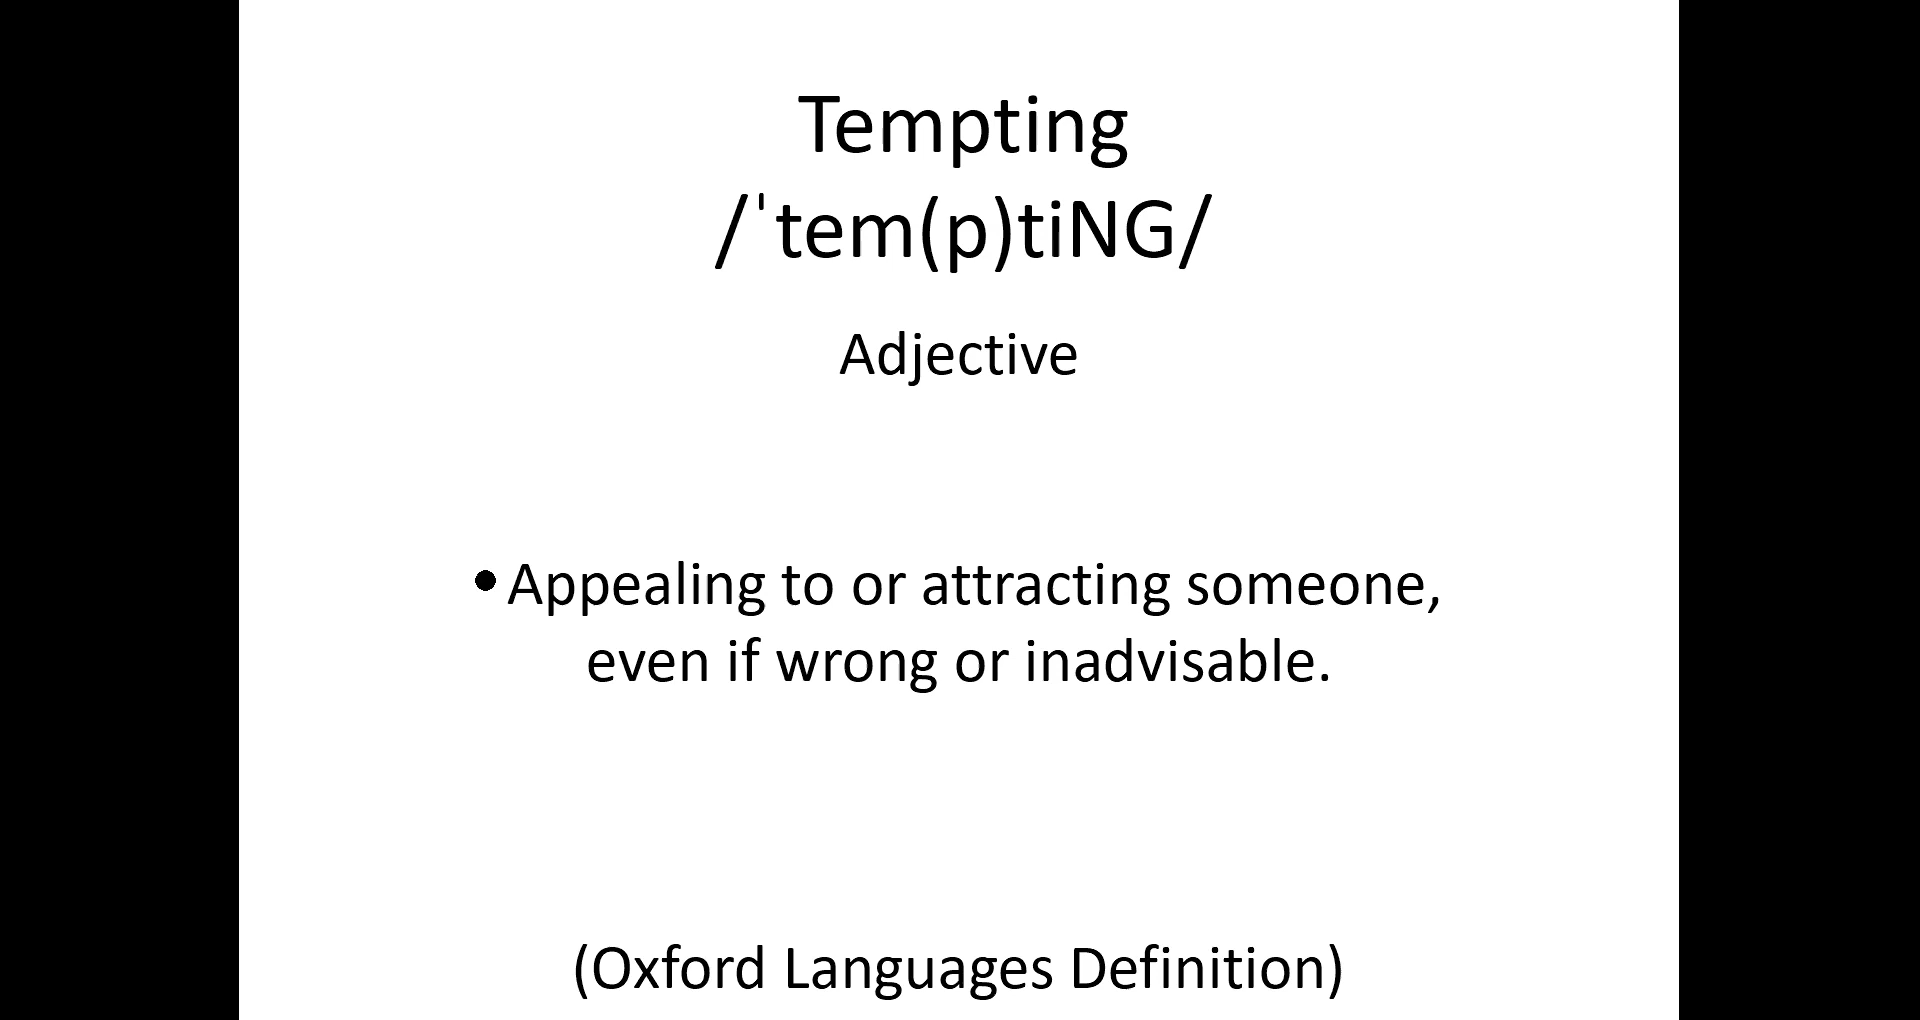 Tempting
/ˈtem(p)tiNG/
Adjective
•Appealing to or attracting someone,
even if wrong or inadvisable.
(Oxford Languages Definition)